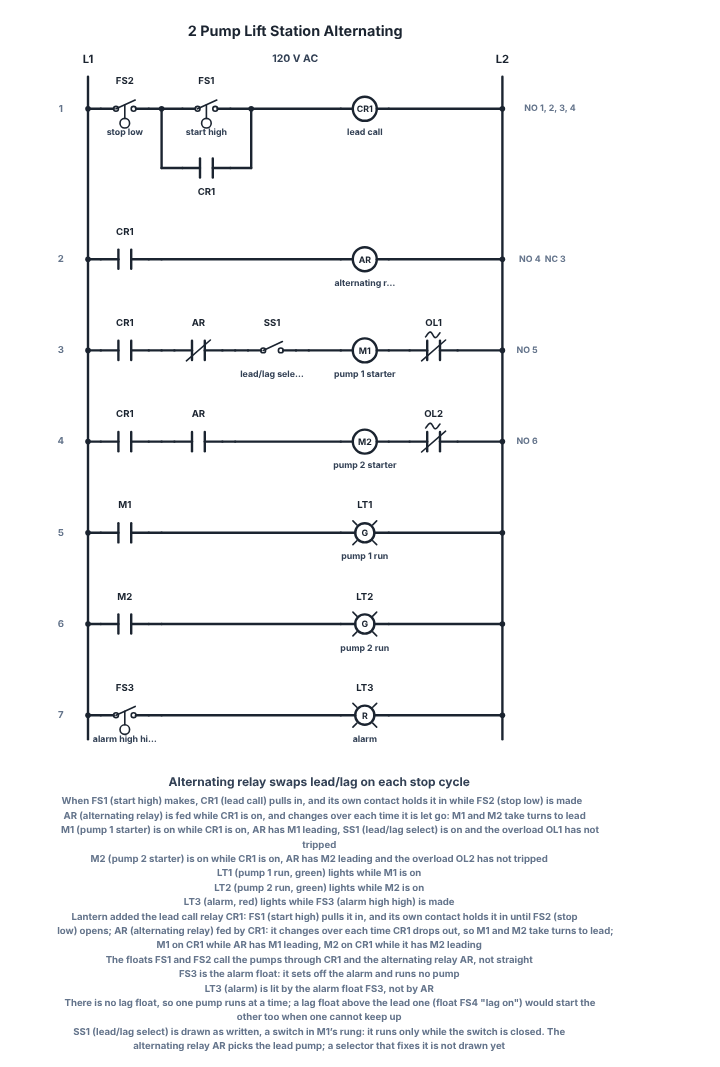 2 Pump Lift Station Alternating
L1 120 V AC L2
FS2 FS1
1 CR1 NO 1, 2, 3, 4
stop low start high lead call
CR1
CR1
2 AR NO 4 NC 3
alternating r...
CR1 AR SS1 OL1
3 M1 NO 5
lead/lag sele... pump 1 starter
CR1 AR OL2
4 M2 NO 6
pump 2 starter
M1 LT1
5 G
pump 1 run
M2 LT2
6 G
pump 2 run
FS3 LT3
7 R
alarm high hi... alarm
Alternating relay swaps lead/lag on each stop cycle
When FS1 (start high) makes, CR1 (lead call) pulls in, and its own contact holds it in while FS2 (stop low) is made
AR (alternating relay) is fed while CR1 is on, and changes over each time it is let go: M1 and M2 take turns to lead
M1 (pump 1 starter) is on while CR1 is on, AR has M1 leading, SS1 (lead/lag select) is on and the overload OL1 has not
tripped
M2 (pump 2 starter) is on while CR1 is on, AR has M2 leading and the overload OL2 has not tripped
LT1 (pump 1 run, green) lights while M1 is on
LT2 (pump 2 run, green) lights while M2 is on
LT3 (alarm, red) lights while FS3 (alarm high high) is made
Lantern added the lead call relay CR1: FS1 (start high) pulls it in, and its own contact holds it in until FS2 (stop
low) opens; AR (alternating relay) fed by CR1: it changes over each time CR1 drops out, so M1 and M2 take turns to lead;
M1 on CR1 while AR has M1 leading, M2 on CR1 while it has M2 leading
The floats FS1 and FS2 call the pumps through CR1 and the alternating relay AR, not straight
FS3 is the alarm float: it sets off the alarm and runs no pump
LT3 (alarm) is lit by the alarm float FS3, not by AR
There is no lag float, so one pump runs at a time; a lag float above the lead one (float FS4 "lag on") would start the
other too when one cannot keep up
SS1 (lead/lag select) is drawn as written, a switch in M1's rung: it runs only while the switch is closed. The
alternating relay AR picks the lead pump; a selector that fixes it is not drawn yet